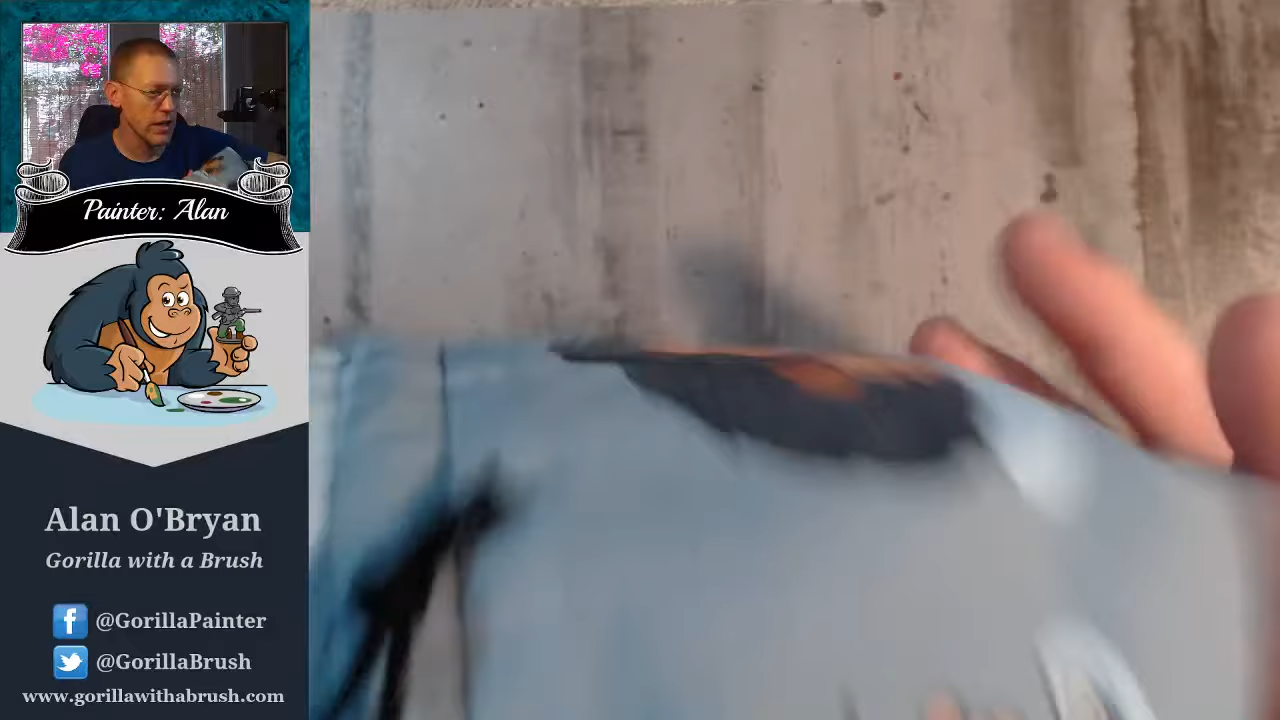 Painter: Alan
Alan O'Bryan
Gorilla with a Brush
@GorillaPainter
@GorillaBrush
www.gorillawithabrush.com